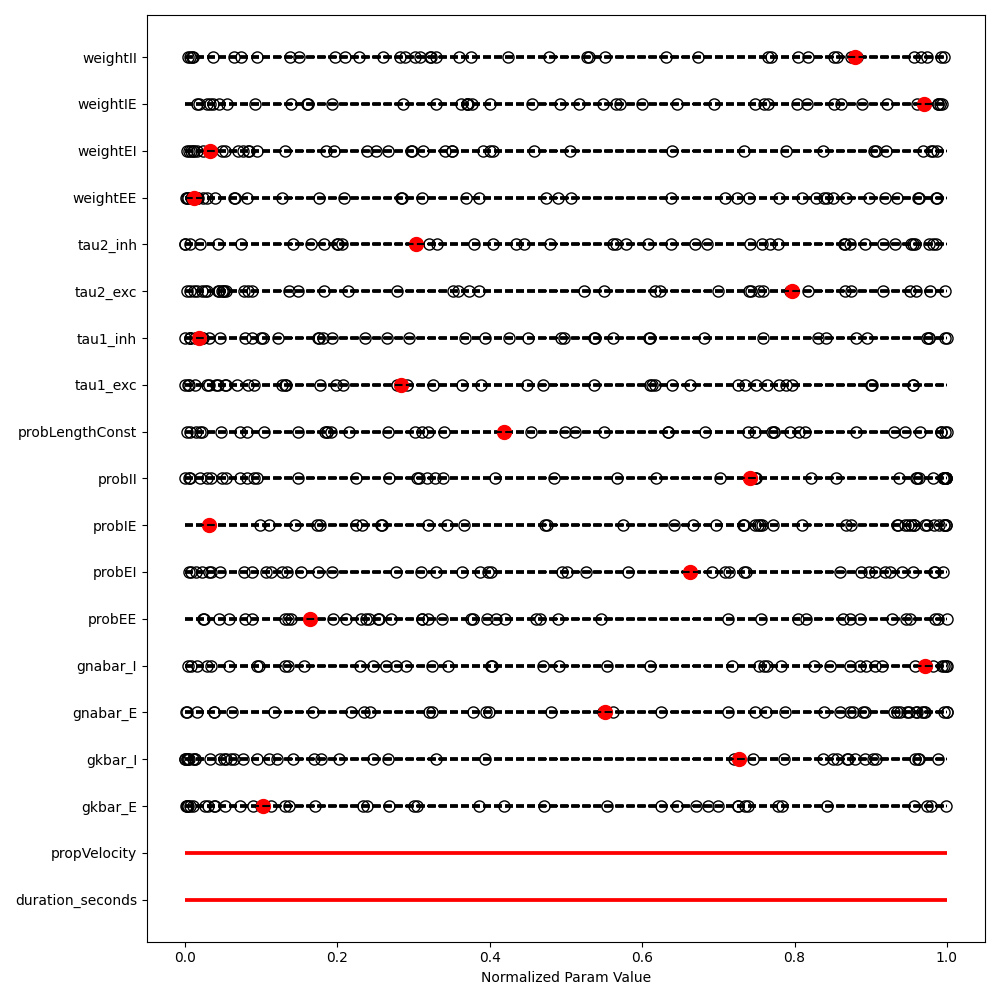 weightII
weightIE
weightEI
weightEE
tau2_inh
tau2_exc
tau1_inh
tau1_exc
probLengthConst
probII
probIE
probEI
probEE
gnabar_I
gnabar_E
gkbar_I
gkbar_E
propVelocity
duration_seconds
0.0 0.2 0.4 0.6 0.8 1.0
Normalized Param Value